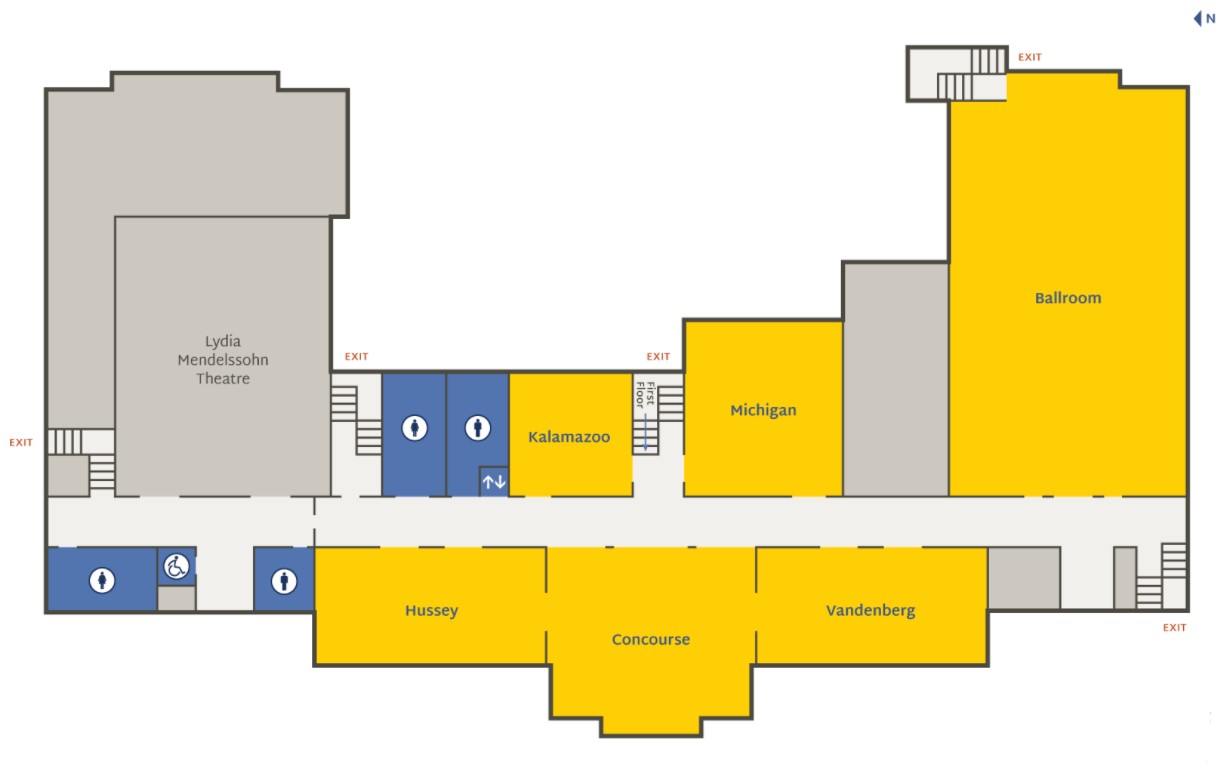 N
EXIT
Ballroom
Lydia
Mendelssohn
Theatre
EXIT
EXIT
First
Floor
Michigan
Kalamazoo
EXIT
Hussey
Vandenberg
Concourse
EXIT